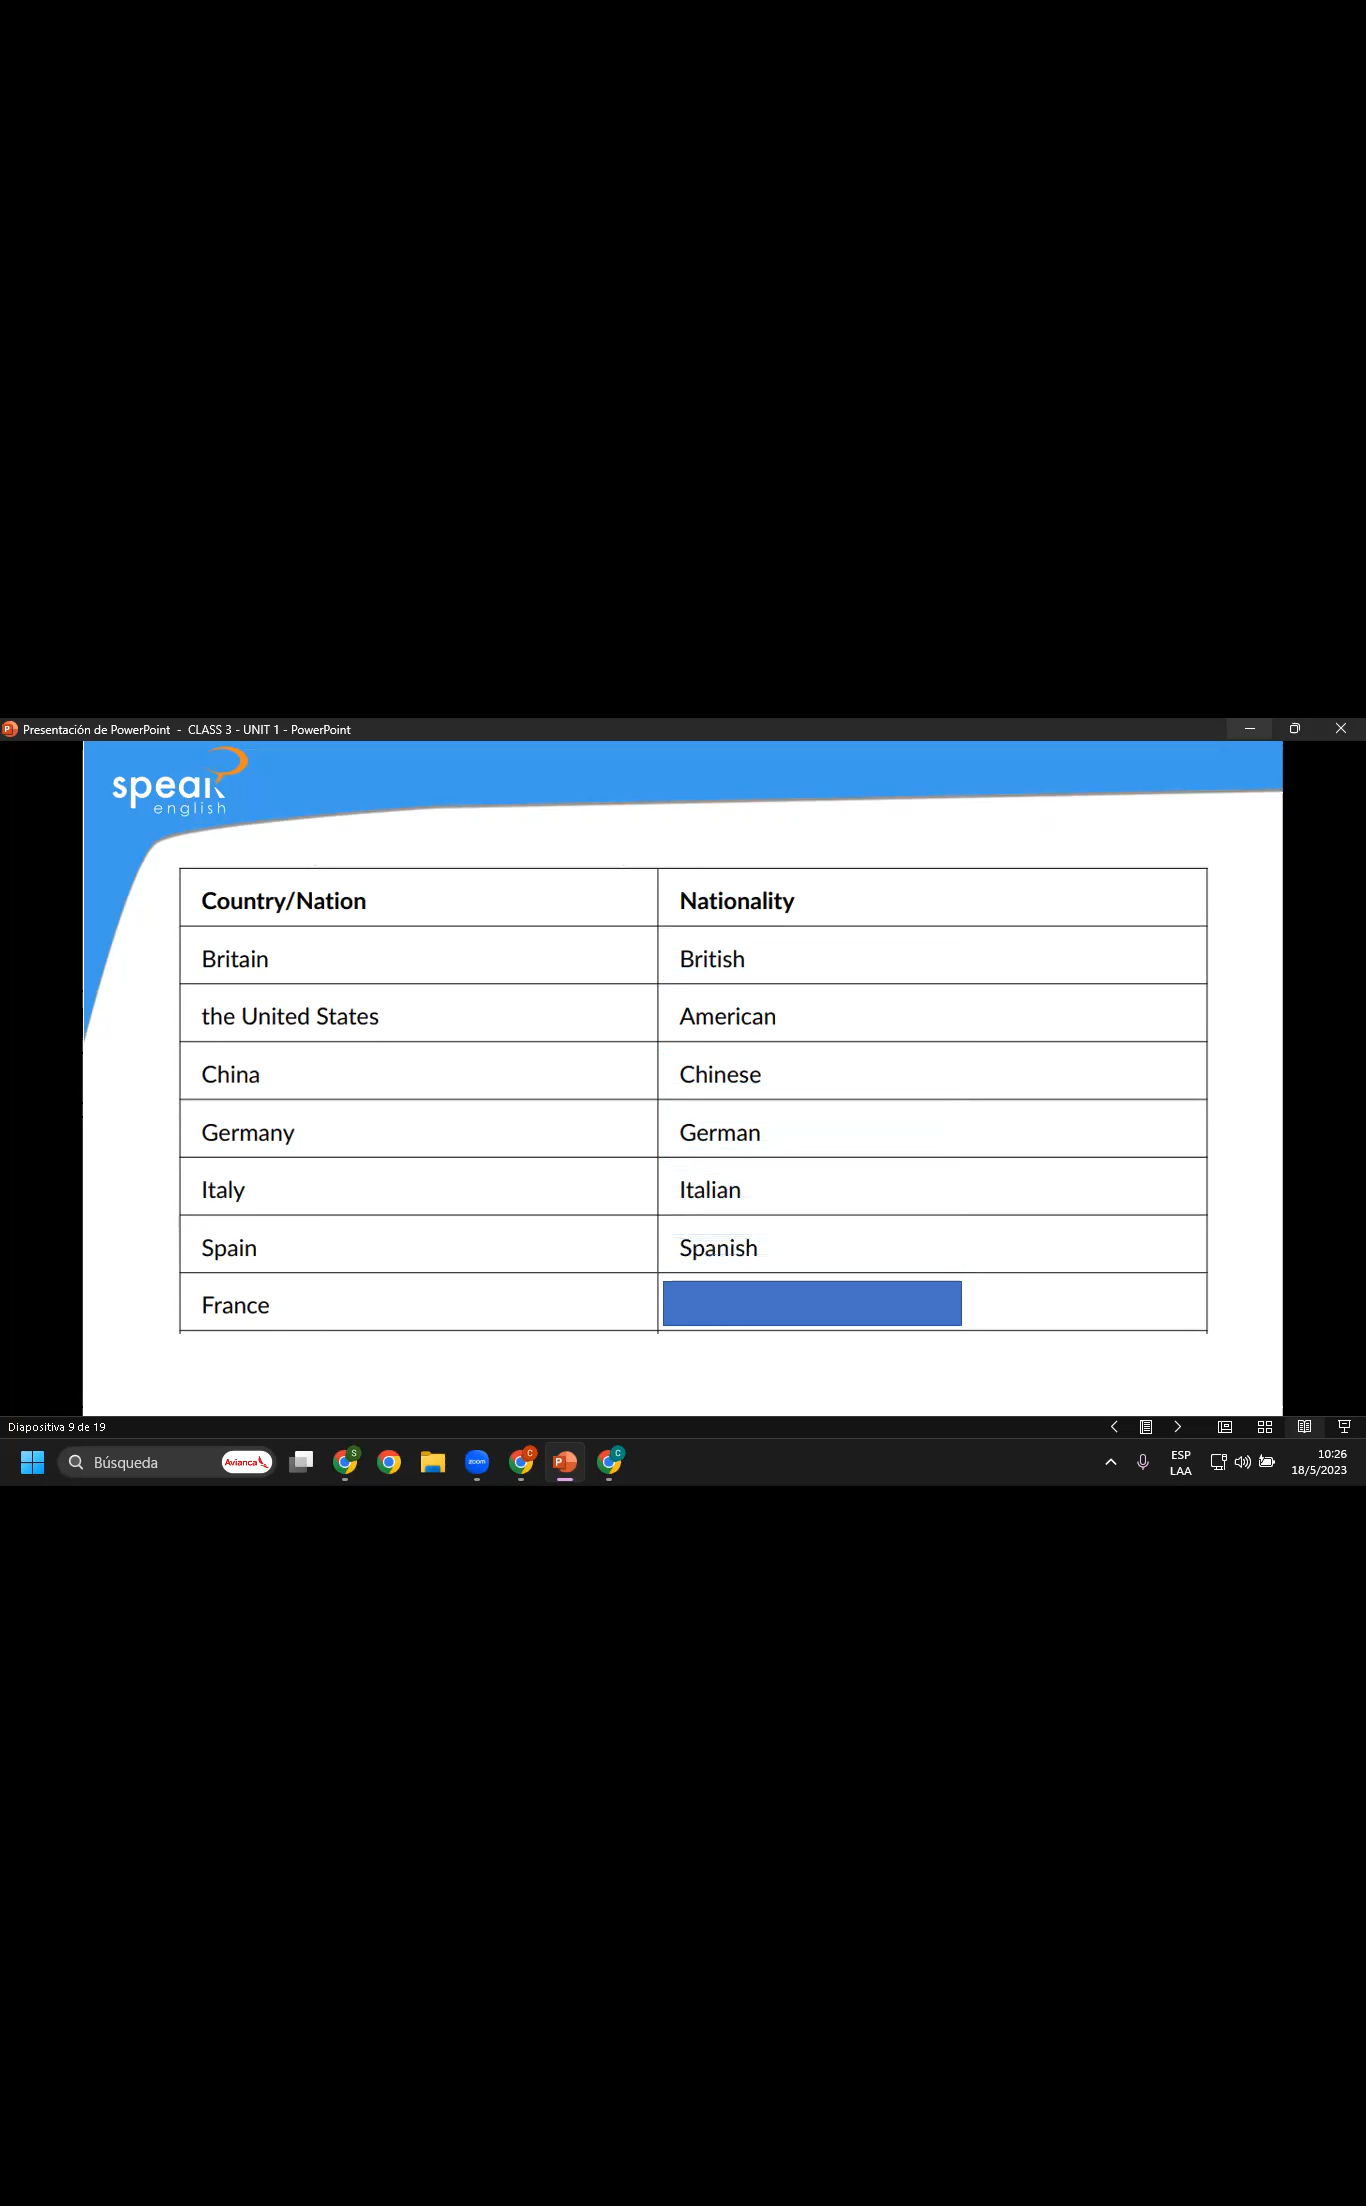 Presentación de PowerPoint - CLASS 3 - UNIT 1 - PowerPoint
speak
english
Country/Nation Nationality
Britain British
the United States American
China Chinese
Germany German
Italy Italian
Spain Spanish
France
Diapositiva 9 de 19
Búsqueda Avianca S zoom C P C ESP 10:26
LAA 18/5/2023